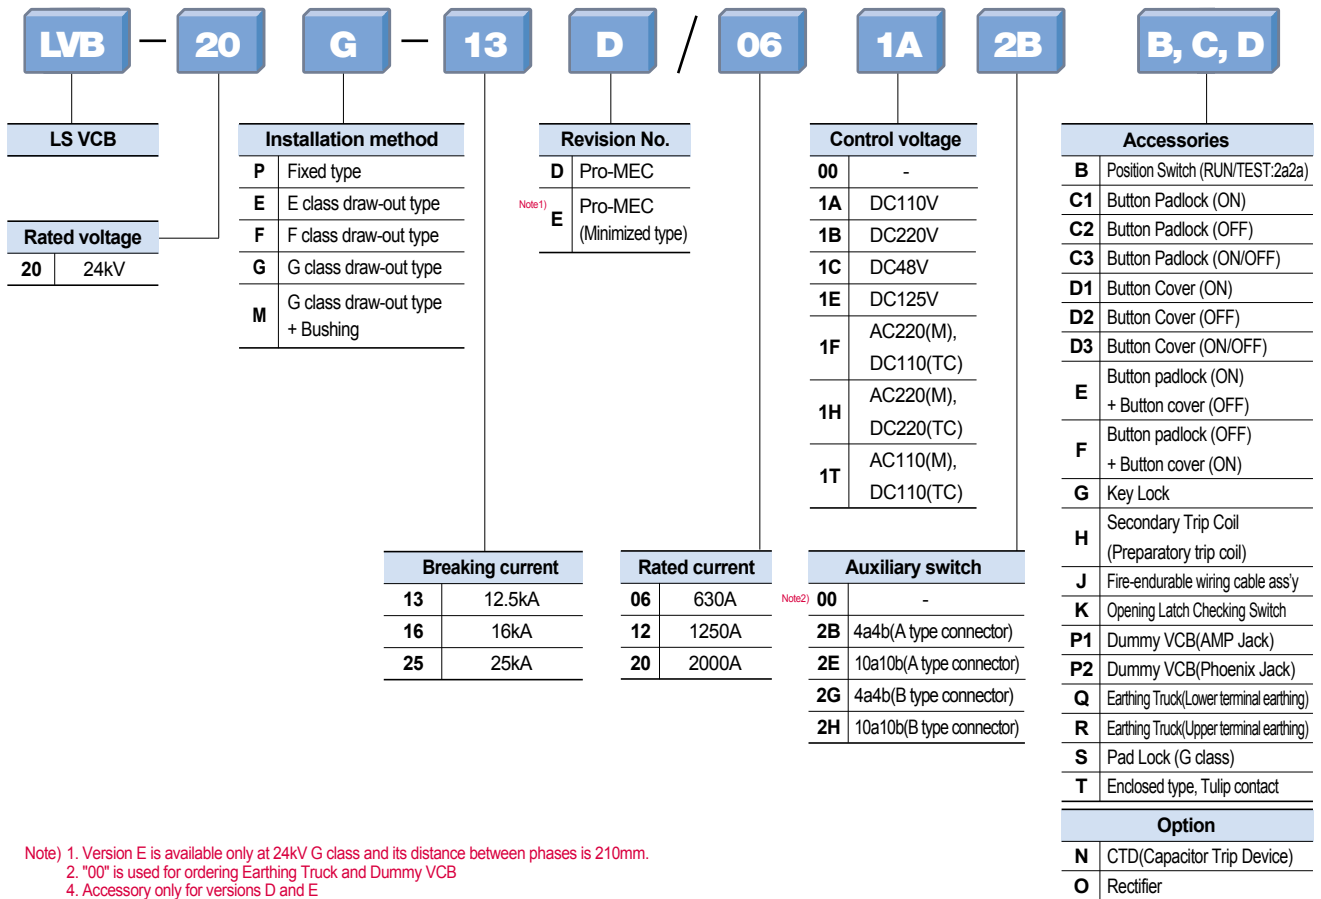 LVB – 20 G – 13 D / 06 1A 2B B, C, D
LS VCB
Rated voltage
20 24kV
Installation method
P Fixed type
E E class draw-out type
F F class draw-out type
G G class draw-out type
M G class draw-out type
+ Bushing
Revision No.
D Pro-MEC
Note1) E Pro-MEC
(Minimized type)
Control voltage
00 -
1A DC110V
1B DC220V
1C DC48V
1E DC125V
1F AC220(M),
DC110(TC)
1H AC220(M),
DC220(TC)
1T AC110(M),
DC110(TC)
Accessories
B Position Switch (RUN/TEST:2a2a)
C1 Button Padlock (ON)
C2 Button Padlock (OFF)
C3 Button Padlock (ON/OFF)
D1 Button Cover (ON)
D2 Button Cover (OFF)
D3 Button Cover (ON/OFF)
E Button padlock (ON)
+ Button cover (OFF)
F Button padlock (OFF)
+ Button cover (ON)
G Key Lock
H Secondary Trip Coil
(Preparatory trip coil)
J Fire-endurable wiring cable ass'y
K Opening Latch Checking Switch
P1 Dummy VCB(AMP Jack)
P2 Dummy VCB(Phoenix Jack)
Q Earthing Truck(Lower terminal earthing)
R Earthing Truck(Upper terminal earthing)
S Pad Lock (G class)
T Enclosed type, Tulip contact
Option
N CTD(Capacitor Trip Device)
O Rectifier
Breaking current
13 12.5kA
16 16kA
25 25kA
Rated current
06 630A
12 1250A
20 2000A
Auxiliary switch
Note2) 00 -
2B 4a4b(A type connector)
2E 10a10b(A type connector)
2G 4a4b(B type connector)
2H 10a10b(B type connector)
Note) 1. Version E is available only at 24kV G class and its distance between phases is 210mm.
2. "00" is used for ordering Earthing Truck and Dummy VCB
4. Accessory only for versions D and E